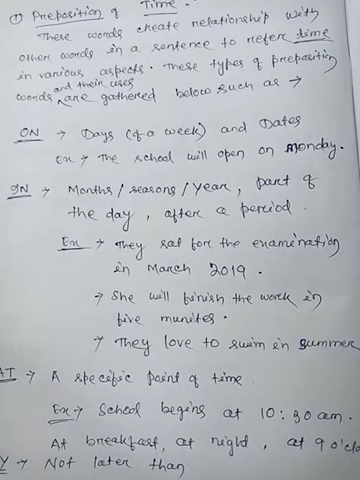 ① Preposition of Time.
These words create relationship with
other words in a sentence to refer time
in various aspects. These types of preposition
words and their uses are gathered below such as →
ON → Days (of a week) and Dates
Ex → The school will open on Monday.
IN → Months/seasons/Year, part of
the day, after a period.
Ex → They sat for the examination
in March 2019.
→ She will finish the work in
five munites.
→ They love to swim in summer
AT → A specific point of time
Ex → School begins at 10:30 am.
At breakfast, at night, at 9 o'clo
Y → Not later than